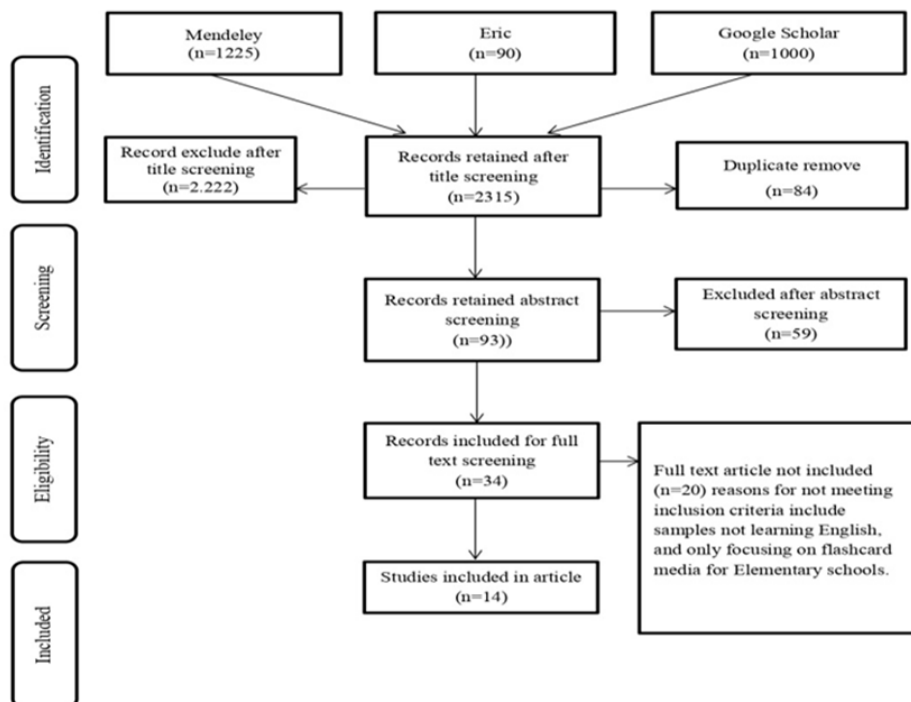 Mendeley
(n=1225)
Eric
(n=90)
Google Scholar
(n=1000)
Identification
Record exclude after
title screening
(n=2.222)
Records retained after
title screening
(n=2315)
Duplicate remove
(n=84)
Screening
Records retained abstract
screening
(n=93))
Excluded after abstract
screening
(n=59)
Eligibility
Records included for full
text screening
(n=34)
Full text article not included
(n=20) reasons for not meeting
inclusion criteria include
samples not learning English,
and only focusing on flashcard
media for Elementary schools.
Included
Studies included in article
(n=14)